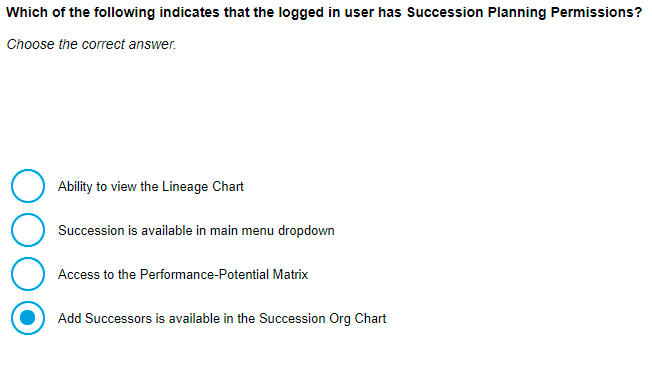 Which of the following indicates that the logged in user has Succession Planning Permissions?
Choose the correct answer.
Ability to view the Lineage Chart
Succession is available in main menu dropdown
Access to the Performance-Potential Matrix
Add Successors is available in the Succession Org Chart